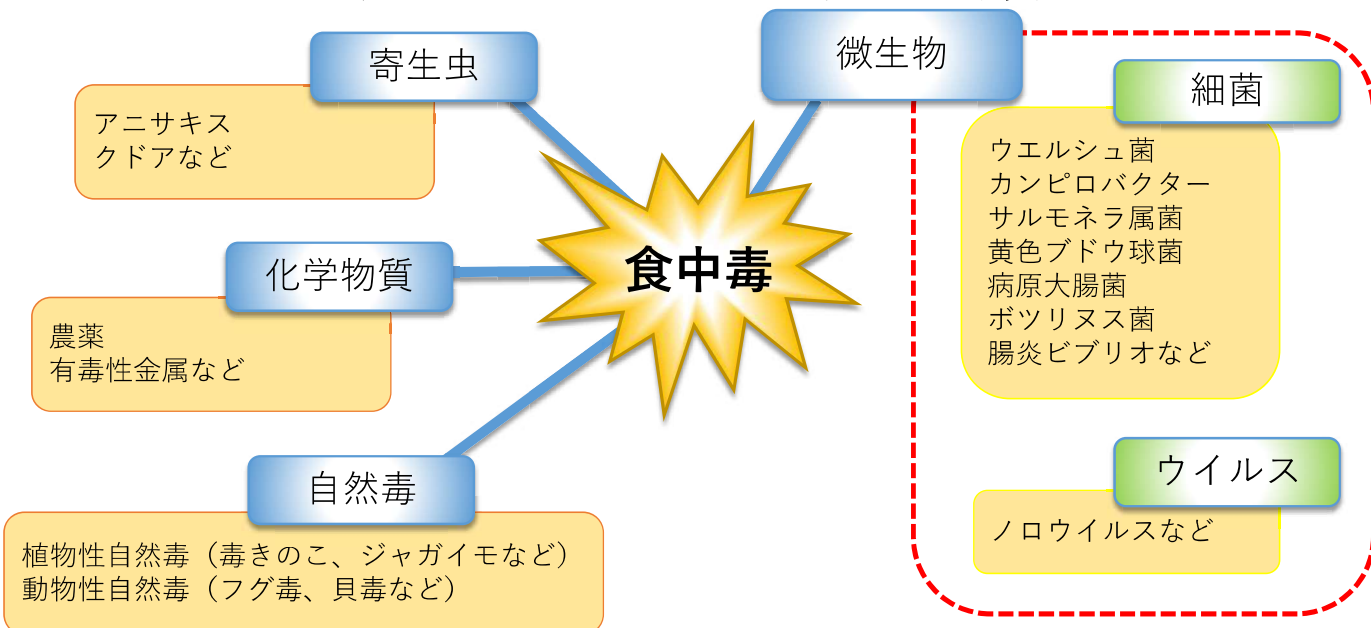 寄生虫
アニサキス
クドアなど
化学物質
農薬
有毒性金属など
自然毒
植物性自然毒（毒きのこ、ジャガイモなど）
動物性自然毒（フグ毒、貝毒など）
食中毒
微生物
細菌
ウエルシュ菌
カンピロバクター
サルモネラ属菌
黄色ブドウ球菌
病原大腸菌
ボツリヌス菌
腸炎ビブリオなど
ウイルス
ノロウイルスなど